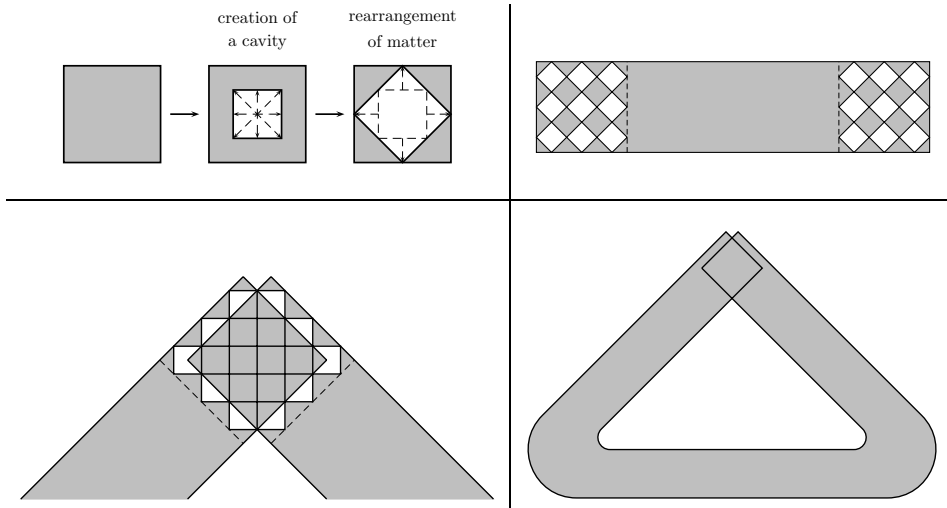 creation of
a cavity
rearrangement
of matter